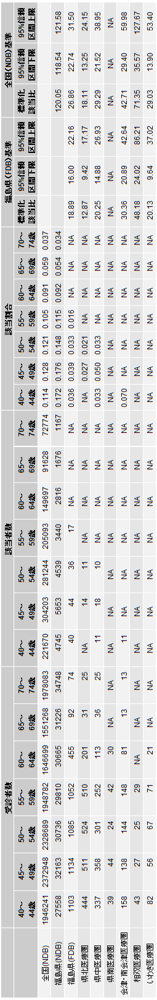 受診者数 該当者数 該当割合 福島県(FDB)基準 全国(NDB)基準
40～44歳 45～49歳 50～54歳 55～59歳 60～64歳 65～69歳 70～74歳 40～44歳 45～49歳 50～54歳 55～59歳 60～64歳 65～69歳 70～74歳 40～44歳 45～49歳 50～54歳 55～59歳 60～64歳 65～69歳 70～74歳 標準化該当比 95%信頼区間下限 95%信頼区間上限 標準化該当比 95%信頼区間下限 95%信頼区間上限
全国(NDB) 1946241 2372948 2328689 1948782 1646699 1551268 1978083 221670 304203 281244 205093 149697 91628 72774 0.114 0.128 0.121 0.105 0.091 0.059 0.037
福島県(NDB) 27558 32163 30736 29810 30665 31226 34748 4745 5653 4539 3440 2816 1676 1167 0.172 0.176 0.148 0.115 0.092 0.054 0.034 120.05 118.54 121.58
福島県(FDB) 1103 1134 1085 1052 455 92 74 40 44 36 17 NA NA NA 0.036 0.039 0.033 0.016 NA NA NA 18.89 16.00 22.16 26.86 22.74 31.50
県北医療圏 444 511 524 510 201 31 25 NA 14 11 NA NA NA NA NA 0.027 0.021 NA NA NA NA 12.87 9.42 17.17 18.11 13.25 24.15
県中医療圏 337 358 301 252 113 36 25 11 18 10 NA NA NA NA 0.033 0.050 0.033 NA NA NA NA 20.25 14.88 26.93 29.29 21.52 38.95
県南医療圏 39 44 24 42 30 NA NA NA NA NA NA NA NA NA NA NA NA NA NA NA NA NA NA NA NA NA NA
会津・南会津医療圏 158 138 144 148 81 13 13 11 NA NA NA NA NA NA 0.070 NA NA NA NA NA NA 30.36 20.89 42.64 42.71 29.40 59.98
相双医療圏 43 27 25 29 NA NA NA NA NA NA NA NA NA NA NA NA NA NA NA NA NA 48.18 24.02 86.21 71.35 35.57 127.67
いわき医療圏 82 56 67 71 21 NA NA NA NA NA NA NA NA NA NA NA NA NA NA NA NA 20.13 9.64 37.02 29.03 13.90 53.40